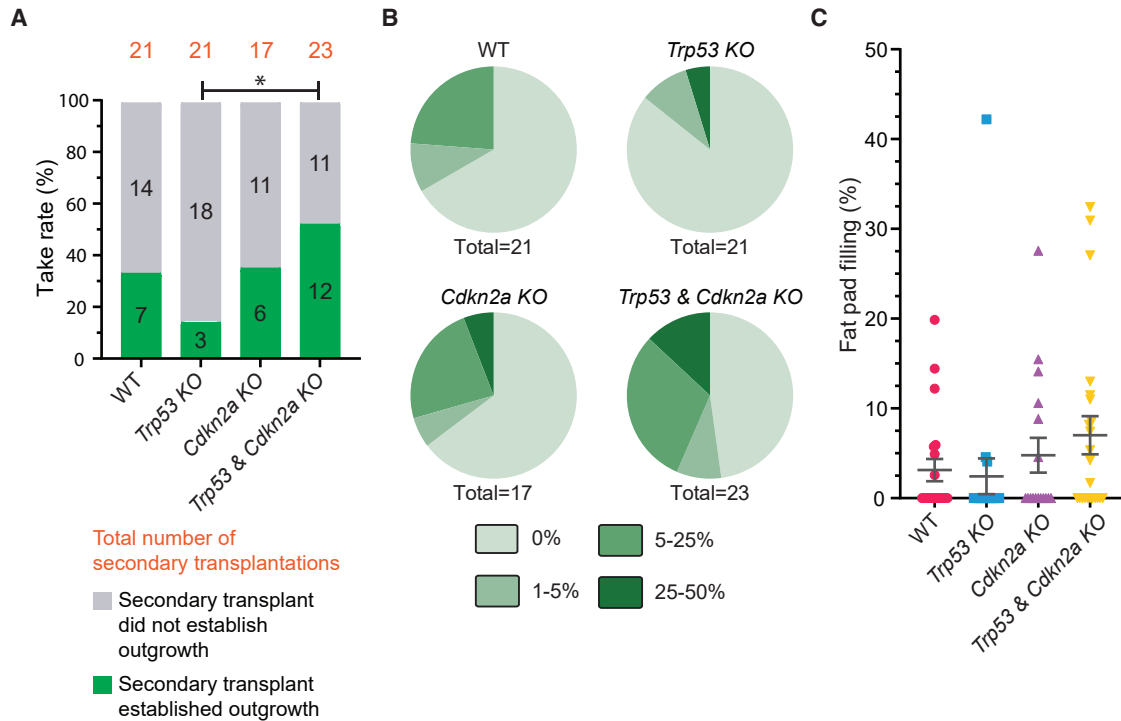 A
21 21 17 23
*
Take rate (%)
100
80
60
40
20
0
14
18
11
11
7
3
6
12
WT
Trp53 KO
Cdkn2a KO
Trp53 & Cdkn2a KO
Total number of
secondary transplantations
Secondary transplant
did not establish
outgrowth
Secondary transplant
established outgrowth
B
WT
Total=21
Trp53 KO
Total=21
Cdkn2a KO
Total=17
Trp53 & Cdkn2a KO
Total=23
0%
5-25%
1-5%
25-50%
C
Fat pad filling (%)
50
40
30
20
10
0
WT
Trp53 KO
Cdkn2a KO
Trp53 & Cdkn2a KO